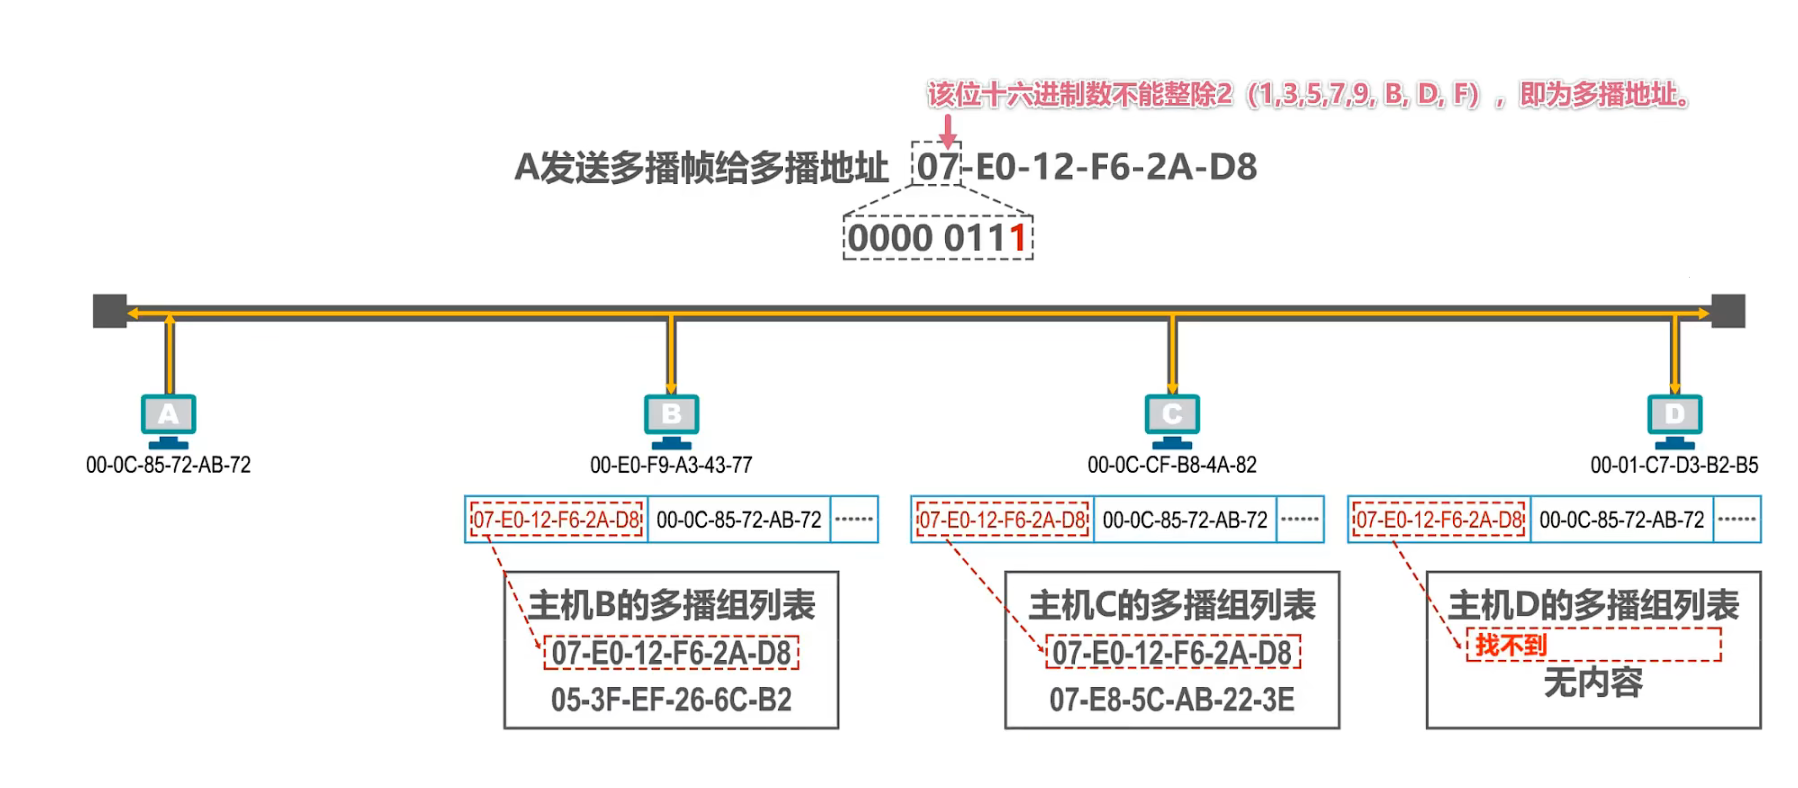 该位十六进制数不能整除2（1,3,5,7,9, B, D, F），即为多播地址。
A发送多播帧给多播地址 07-E0-12-F6-2A-D8
0000 0111
A B C D
00-0C-85-72-AB-72 00-E0-F9-A3-43-77 00-0C-CF-B8-4A-82 00-01-C7-D3-B2-B5
07-E0-12-F6-2A-D8 00-0C-85-72-AB-72 ······ 07-E0-12-F6-2A-D8 00-0C-85-72-AB-72 ······ 07-E0-12-F6-2A-D8 00-0C-85-72-AB-72 ······
主机B的多播组列表
07-E0-12-F6-2A-D8
05-3F-EF-26-6C-B2
主机C的多播组列表
07-E0-12-F6-2A-D8
07-E8-5C-AB-22-3E
主机D的多播组列表
找不到
无内容